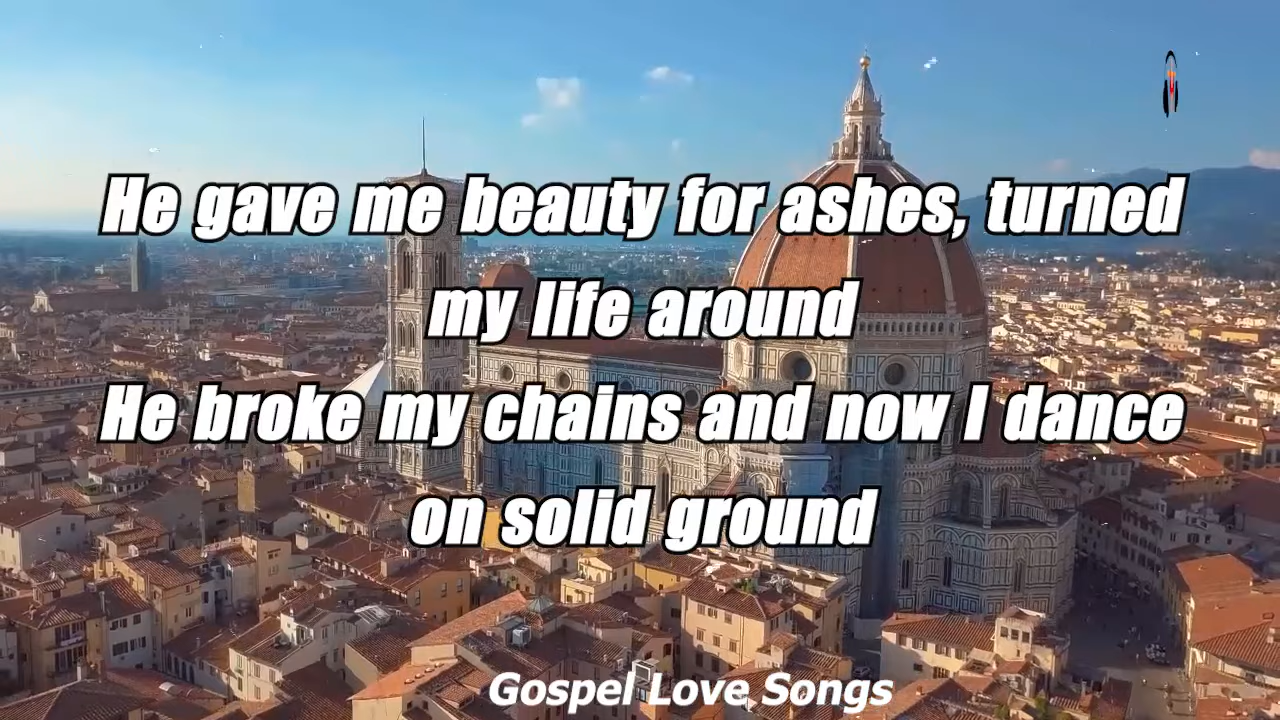 He gave me beauty for ashes, turned
my life around
He broke my chains and now I dance
on solid ground
Gospel Love Songs